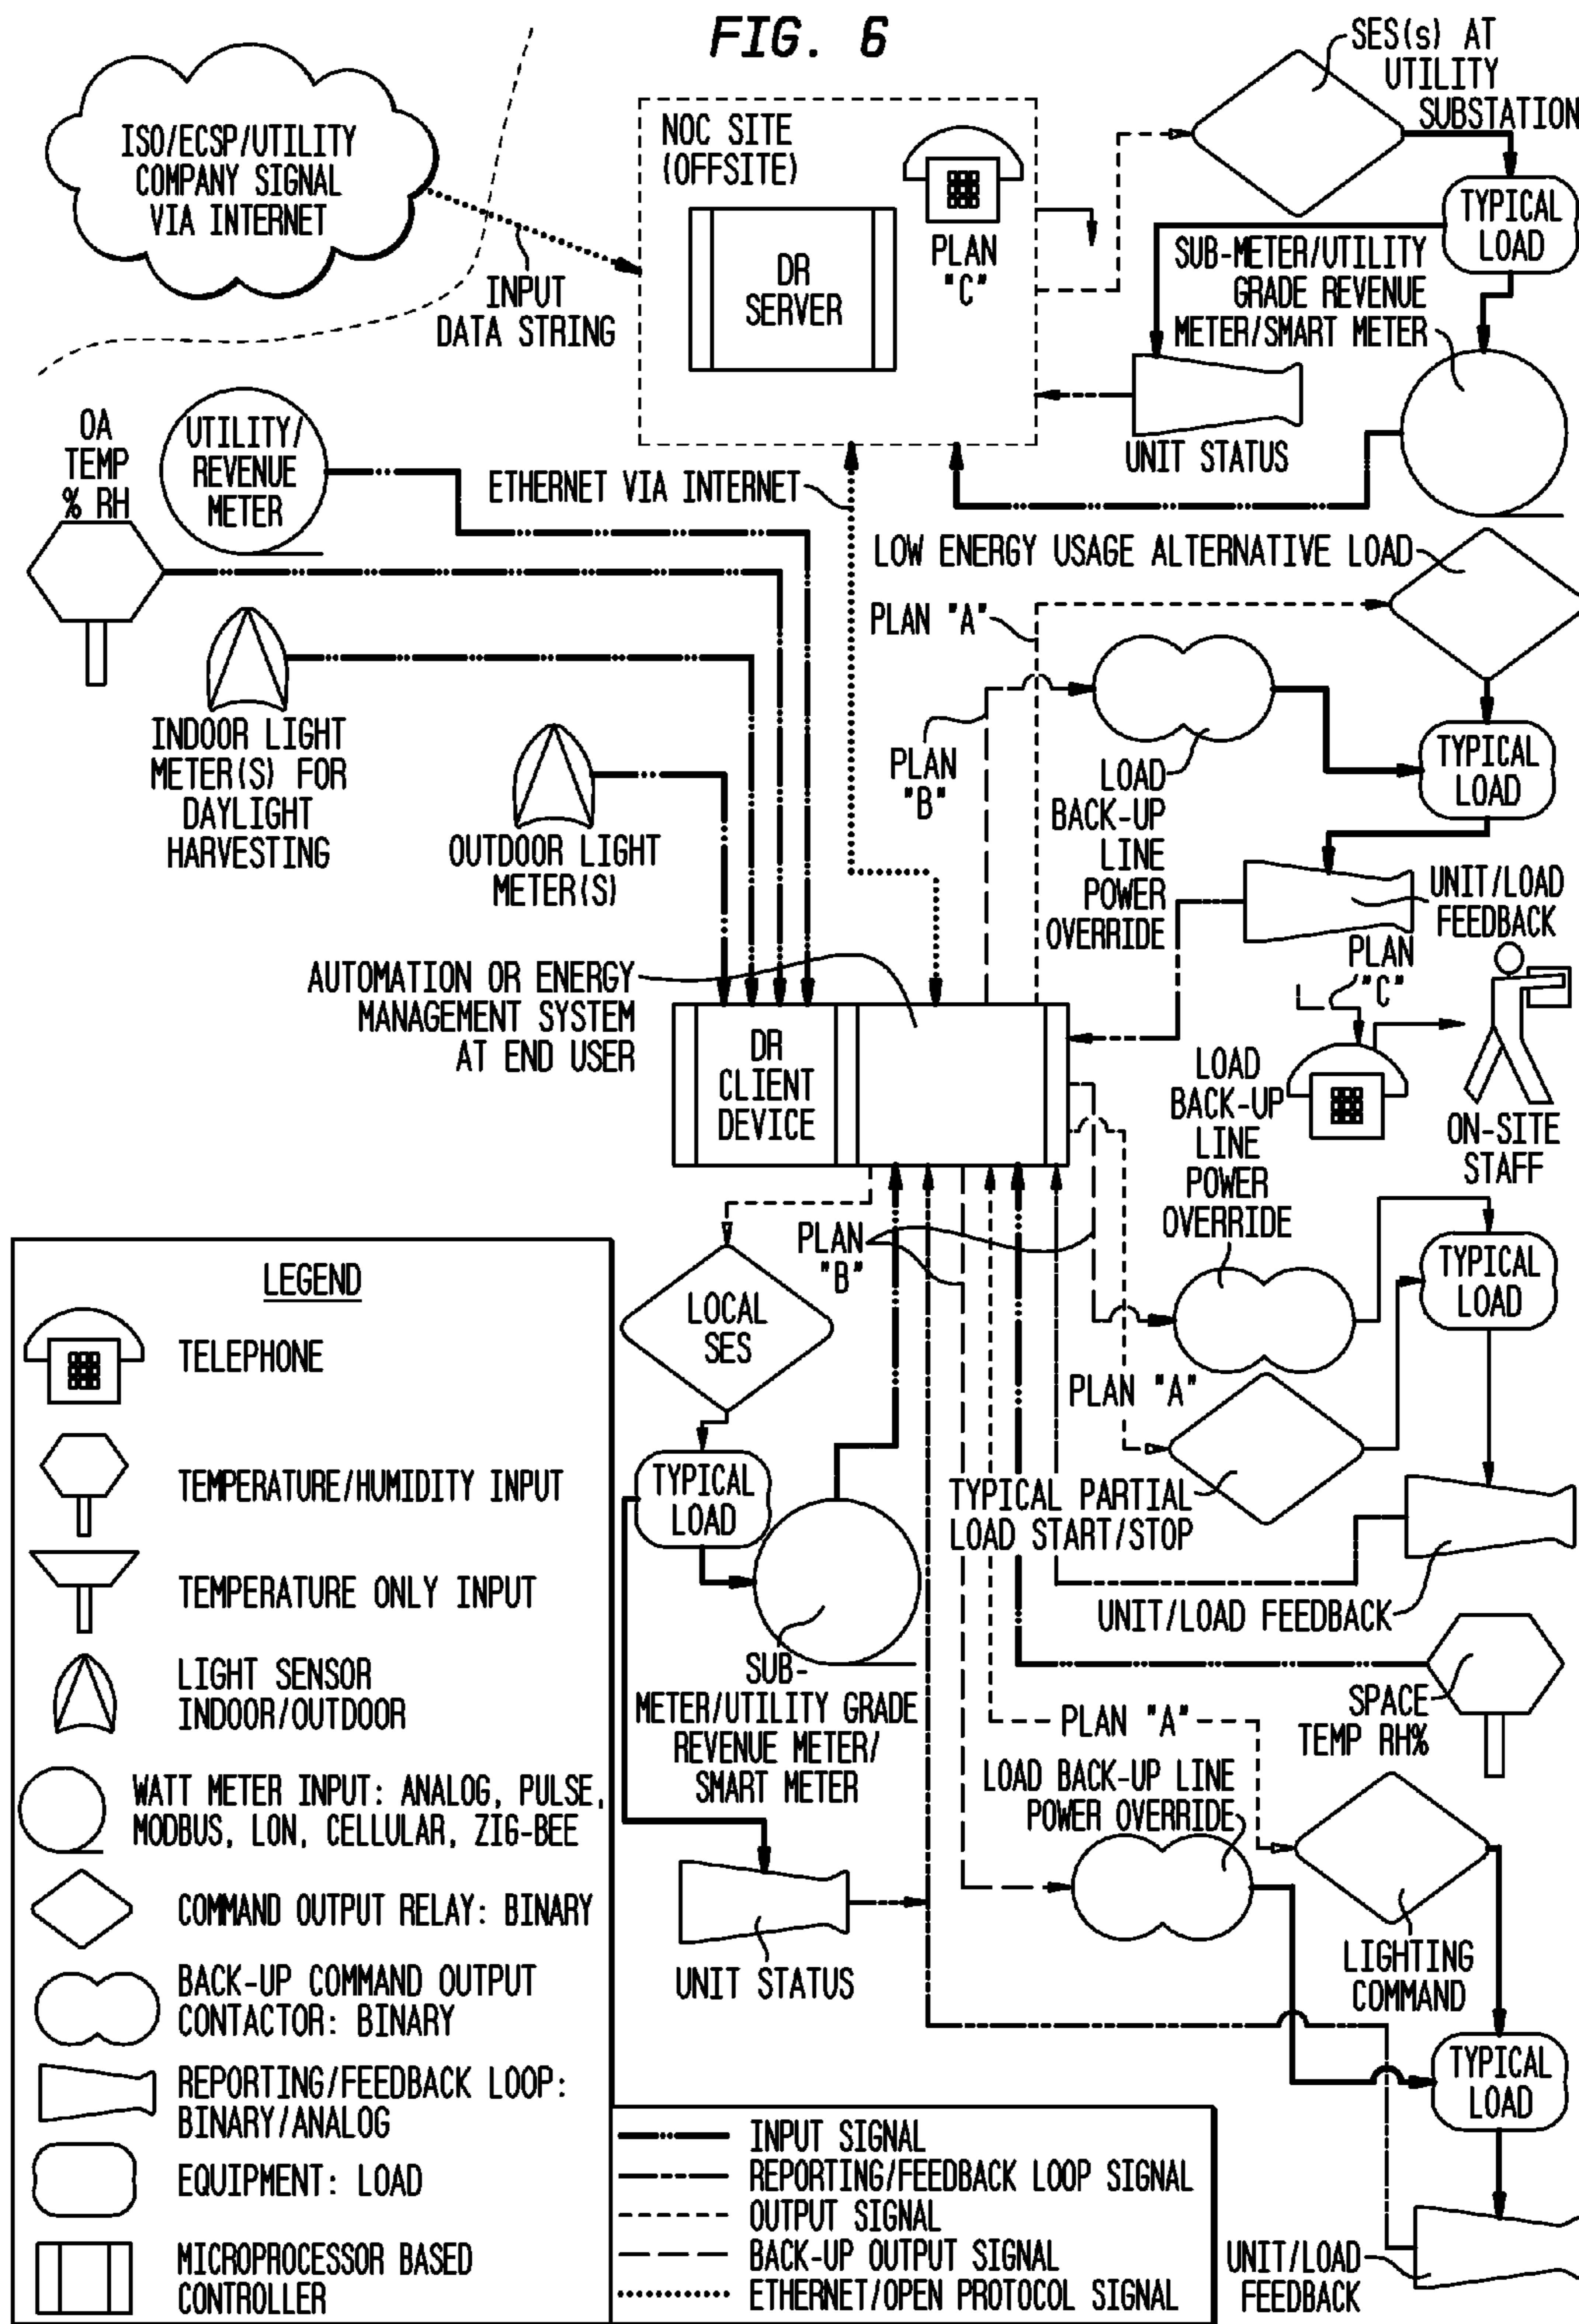 FIG. 6
SES(s) AT
UTILITY
SUBSTATION
ISO/ECSP/UTILITY
COMPANY SIGNAL
VIA INTERNET
INPUT
DATA STRING
NOC SITE
(OFFSITE)
DR
SERVER
PLAN
"C"
TYPICAL
LOAD
SUB-METER/UTILITY
GRADE REVENUE
METER/SMART METER
UNIT STATUS
OA
TEMP
% RH
UTILITY/
REVENUE
METER
ETHERNET VIA INTERNET
LOW ENERGY USAGE ALTERNATIVE LOAD
PLAN "A"
PLAN
"B"
LOAD
BACK-UP
LINE
POWER
OVERRIDE
TYPICAL
LOAD
INDOOR LIGHT
METER(S) FOR
DAYLIGHT
HARVESTING
OUTDOOR LIGHT
METER(S)
UNIT/LOAD
FEEDBACK
PLAN
"C"
AUTOMATION OR ENERGY
MANAGEMENT SYSTEM
AT END USER
DR
CLIENT
DEVICE
LOAD
BACK-UP
LINE
POWER
OVERRIDE
ON-SITE
STAFF
PLAN
"B"
LOCAL
SES
TYPICAL
LOAD
PLAN "A"
TYPICAL PARTIAL
LOAD START/STOP
TYPICAL
LOAD
UNIT/LOAD FEEDBACK
SUB-
METER/UTILITY GRADE
REVENUE METER/
SMART METER
PLAN "A"
SPACE
TEMP RH%
LOAD BACK-UP LINE
POWER OVERRIDE
UNIT STATUS
LIGHTING
COMMAND
TYPICAL
LOAD
UNIT/LOAD
FEEDBACK
LEGEND
TELEPHONE
TEMPERATURE/HUMIDITY INPUT
TEMPERATURE ONLY INPUT
LIGHT SENSOR
INDOOR/OUTDOOR
WATT METER INPUT: ANALOG, PULSE,
MODBUS, LON, CELLULAR, ZIG-BEE
COMMAND OUTPUT RELAY: BINARY
BACK-UP COMMAND OUTPUT
CONTACTOR: BINARY
REPORTING/FEEDBACK LOOP:
BINARY/ANALOG
EQUIPMENT: LOAD
MICROPROCESSOR BASED
CONTROLLER
INPUT SIGNAL
REPORTING/FEEDBACK LOOP SIGNAL
OUTPUT SIGNAL
BACK-UP OUTPUT SIGNAL
ETHERNET/OPEN PROTOCOL SIGNAL